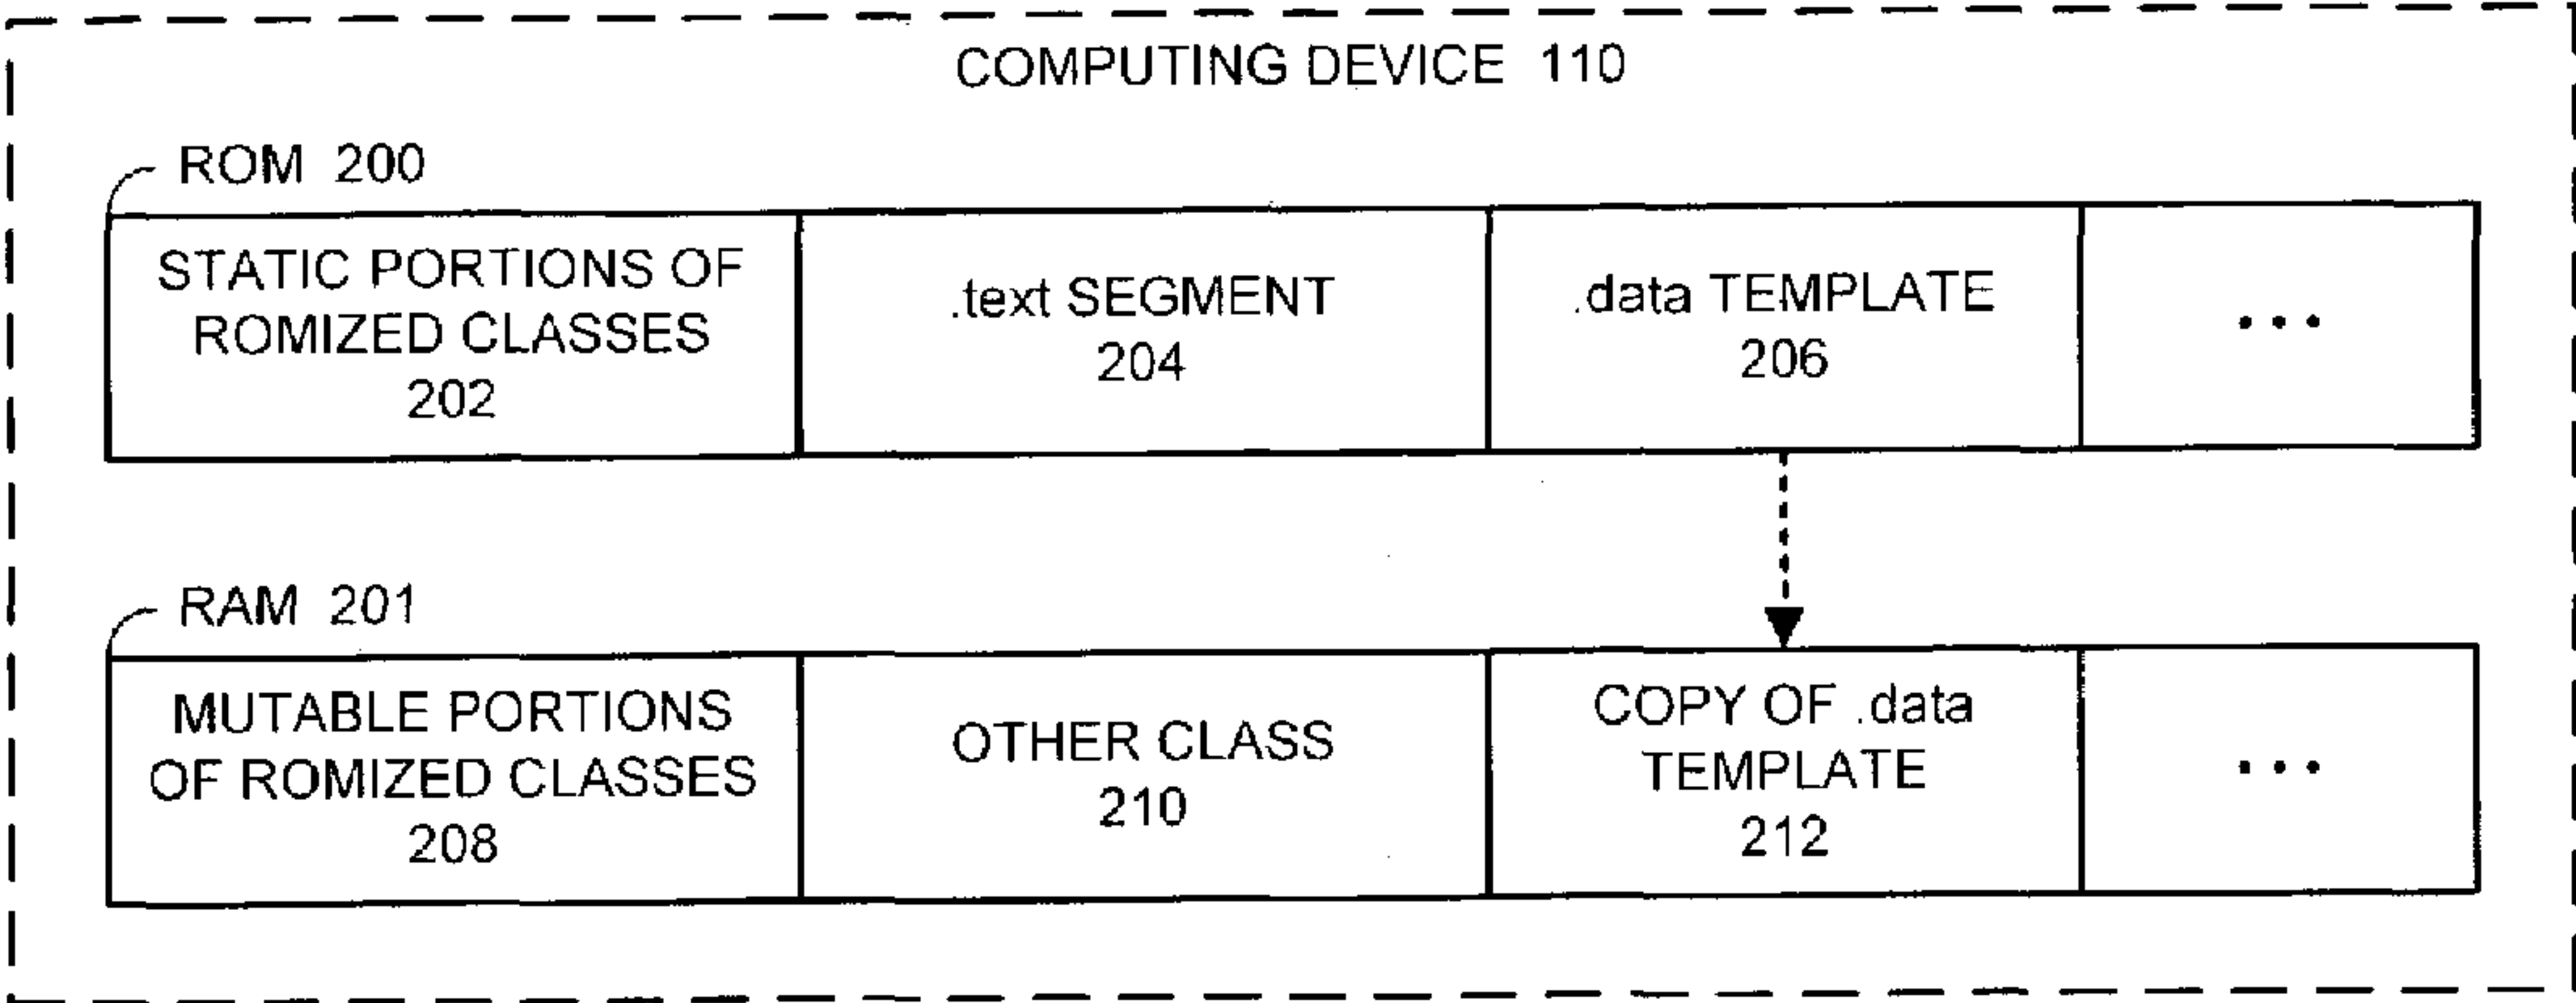 COMPUTING DEVICE 110
ROM 200
STATIC PORTIONS OF
ROMIZED CLASSES
202
.text SEGMENT
204
.data TEMPLATE
206
...
RAM 201
MUTABLE PORTIONS
OF ROMIZED CLASSES
208
OTHER CLASS
210
COPY OF .data
TEMPLATE
212
...